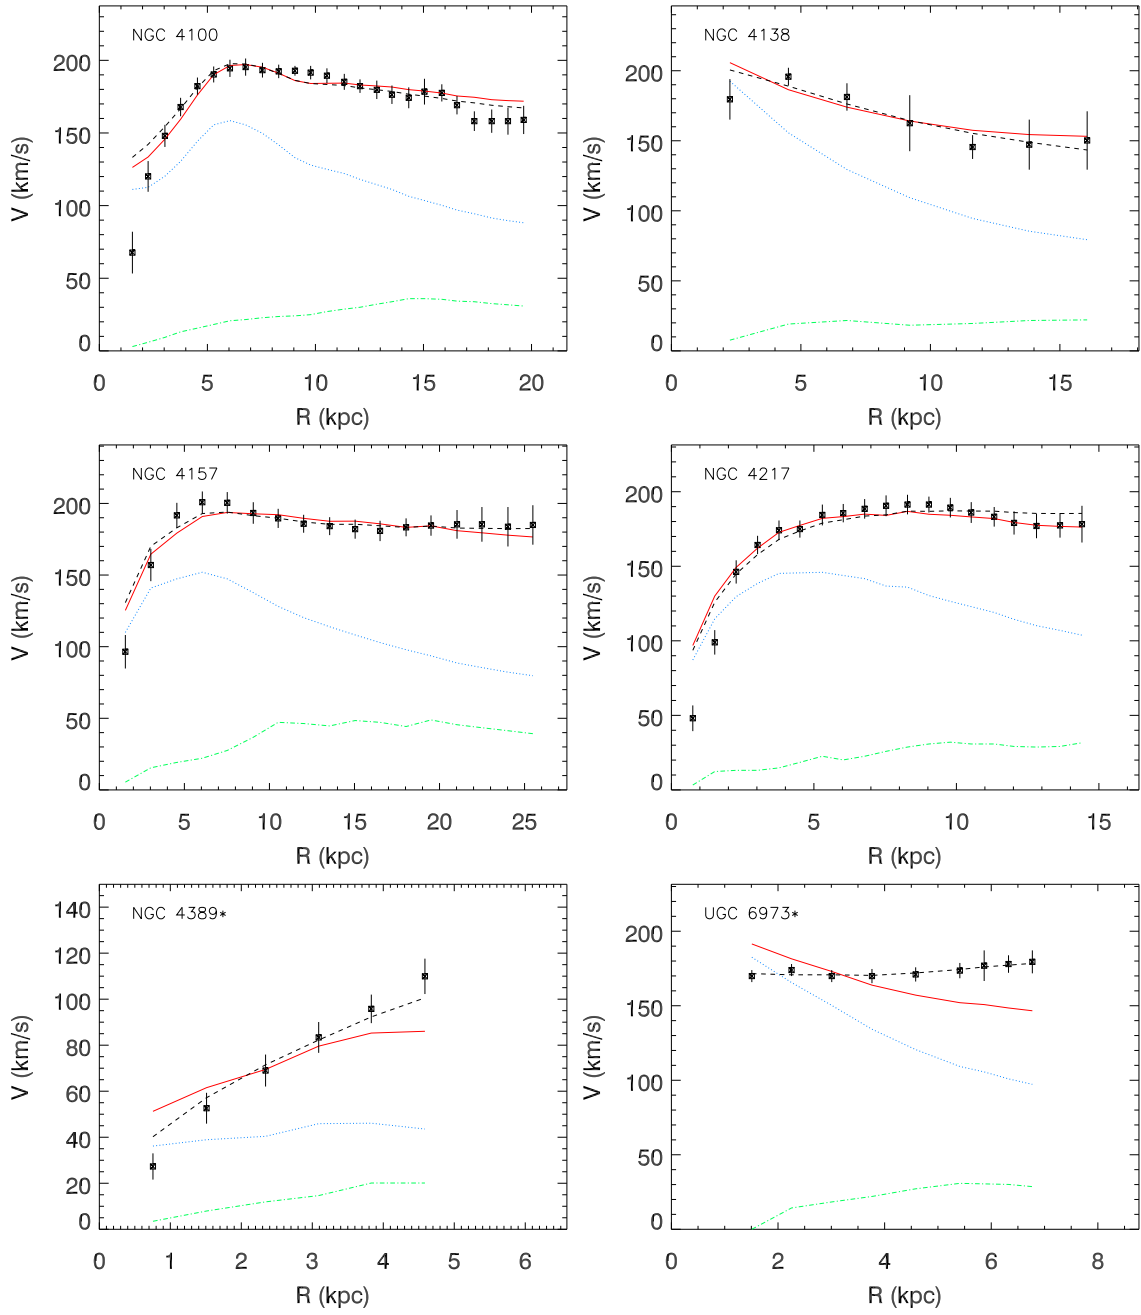 NGC 4100
200
150
100
50
0
V (km/s)
0 5 10 15 20
R (kpc)
NGC 4138
200
150
100
50
0
V (km/s)
0 5 10 15
R (kpc)
NGC 4157
200
150
100
50
0
V (km/s)
0 5 10 15 20 25
R (kpc)
NGC 4217
200
150
100
50
0
V (km/s)
0 5 10 15
R (kpc)
NGC 4389*
140
120
100
80
60
40
20
0
V (km/s)
0 1 2 3 4 5 6
R (kpc)
UGC 6973*
200
150
100
50
0
V (km/s)
0 2 4 6 8
R (kpc)